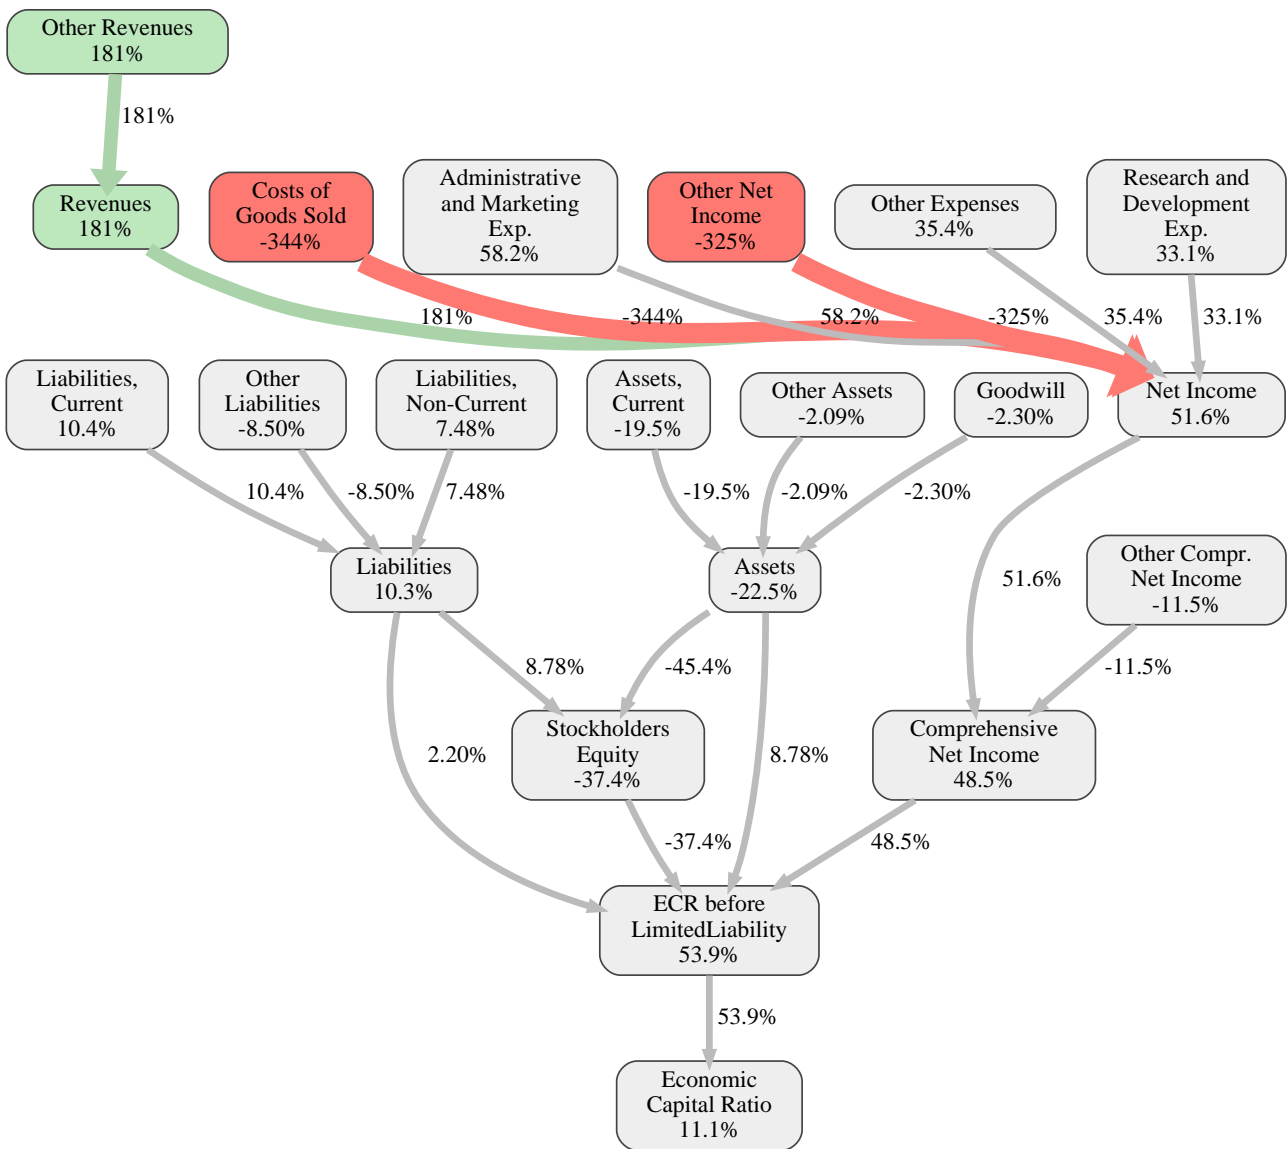 Other Revenues
181%
181%
Revenues
181%
Costs of
Goods Sold
-344%
Administrative
and Marketing
Exp.
58.2%
Other Net
Income
-325%
Other Expenses
35.4%
Research and
Development
Exp.
33.1%
181%
-344%
58.2%
-325%
35.4%
33.1%
Liabilities,
Current
10.4%
Other
Liabilities
-8.50%
Liabilities,
Non-Current
7.48%
Assets,
Current
-19.5%
Other Assets
-2.09%
Goodwill
-2.30%
Net Income
51.6%
10.4%
-8.50%
7.48%
-19.5%
-2.09%
-2.30%
Liabilities
10.3%
Assets
-22.5%
51.6%
Other Compr.
Net Income
-11.5%
8.78%
-45.4%
-11.5%
Stockholders
Equity
-37.4%
Comprehensive
Net Income
48.5%
2.20%
8.78%
-37.4%
48.5%
ECR before
LimitedLiability
53.9%
53.9%
Economic
Capital Ratio
11.1%